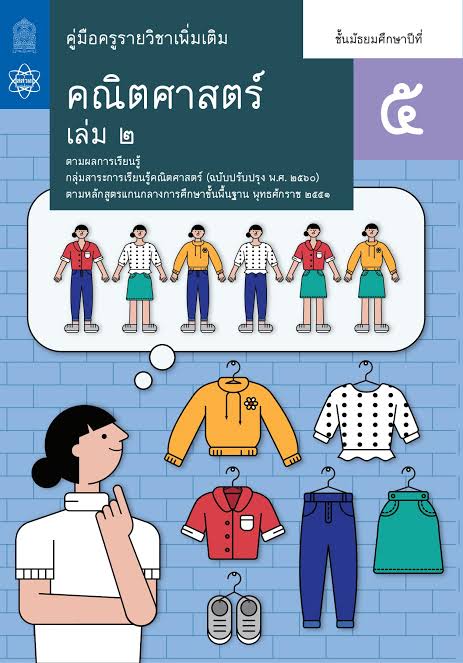 คู่มือครูรายวิชาเพิ่มเติม
ชั้นมัธยมศึกษาปีที่
คณิตศาสตร์
๕
เล่ม ๒
ตามผลการเรียนรู้
กลุ่มสาระการเรียนรู้คณิตศาสตร์ (ฉบับปรับปรุง พ.ศ. ๒๕๖๐)
ตามหลักสูตรแกนกลางการศึกษาขั้นพื้นฐาน พุทธศักราช ๒๕๕๑
สสวท